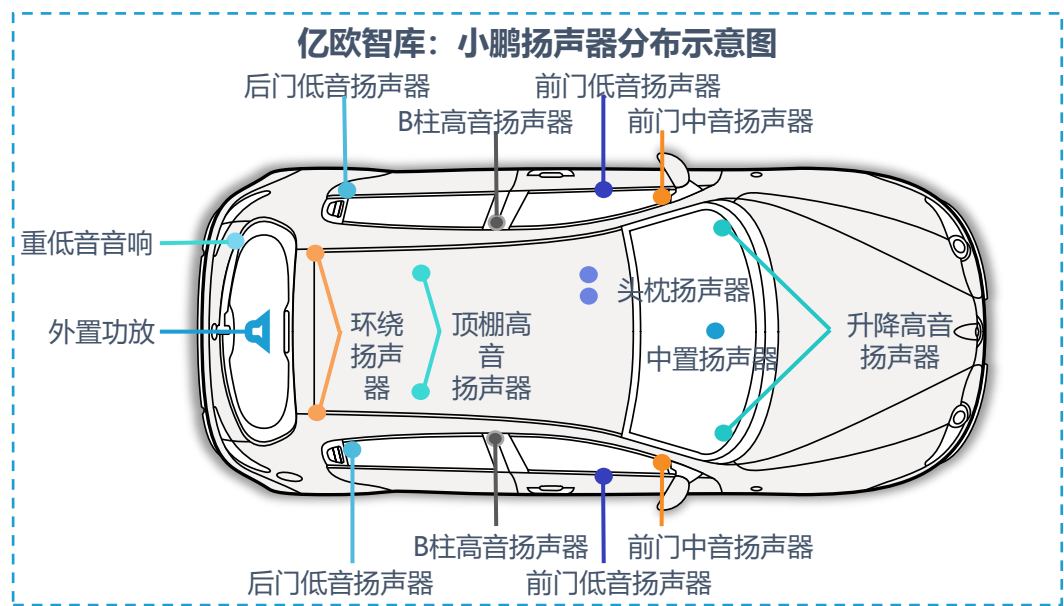 亿欧智库：小鹏扬声器分布示意图
后门低音扬声器
前门低音扬声器
B柱高音扬声器
前门中音扬声器
重低音音响
头枕扬声器
外置功放
环绕
扬声
器
顶棚高
音
扬声器
中置扬声器
升降高音
扬声器
B柱高音扬声器
前门中音扬声器
后门低音扬声器
前门低音扬声器